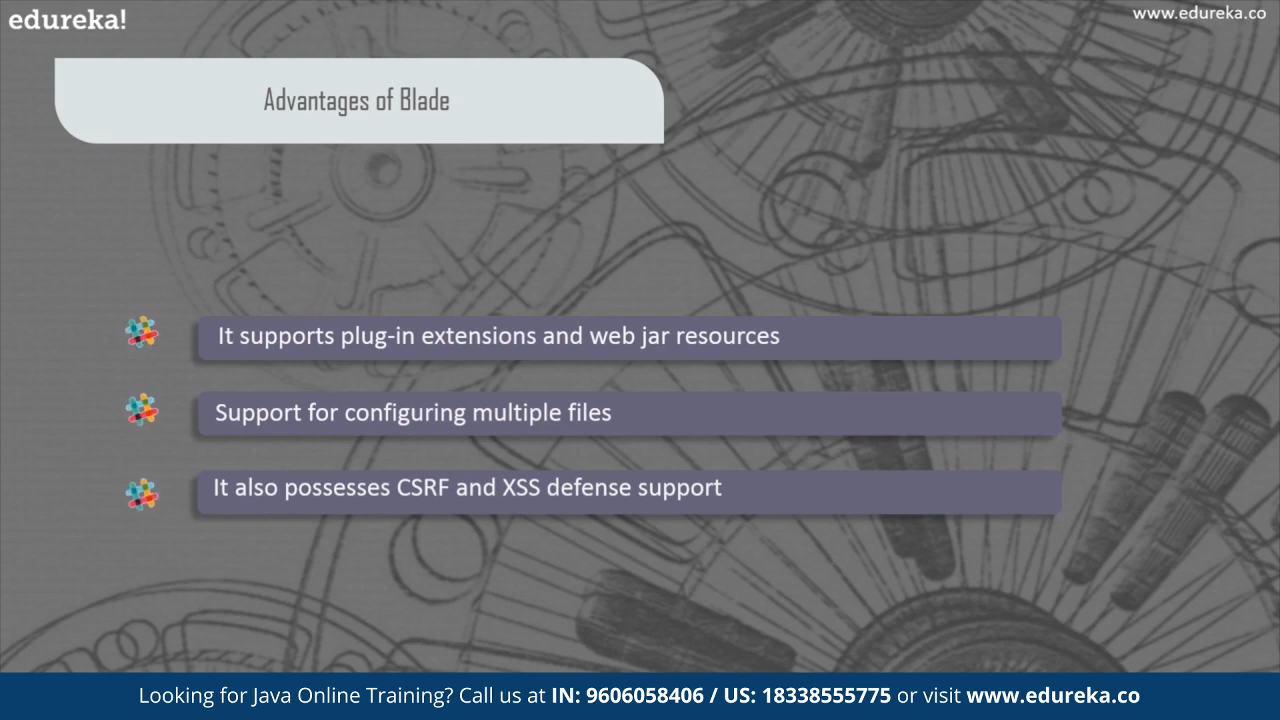 edureka!
www.edureka.co
Advantages of Blade
It supports plug-in extensions and web jar resources
Support for configuring multiple files
It also possesses CSRF and XSS defense support
Looking for Java Online Training? Call us at IN: 9606058406 / US: 18338555775 or visit www.edureka.co